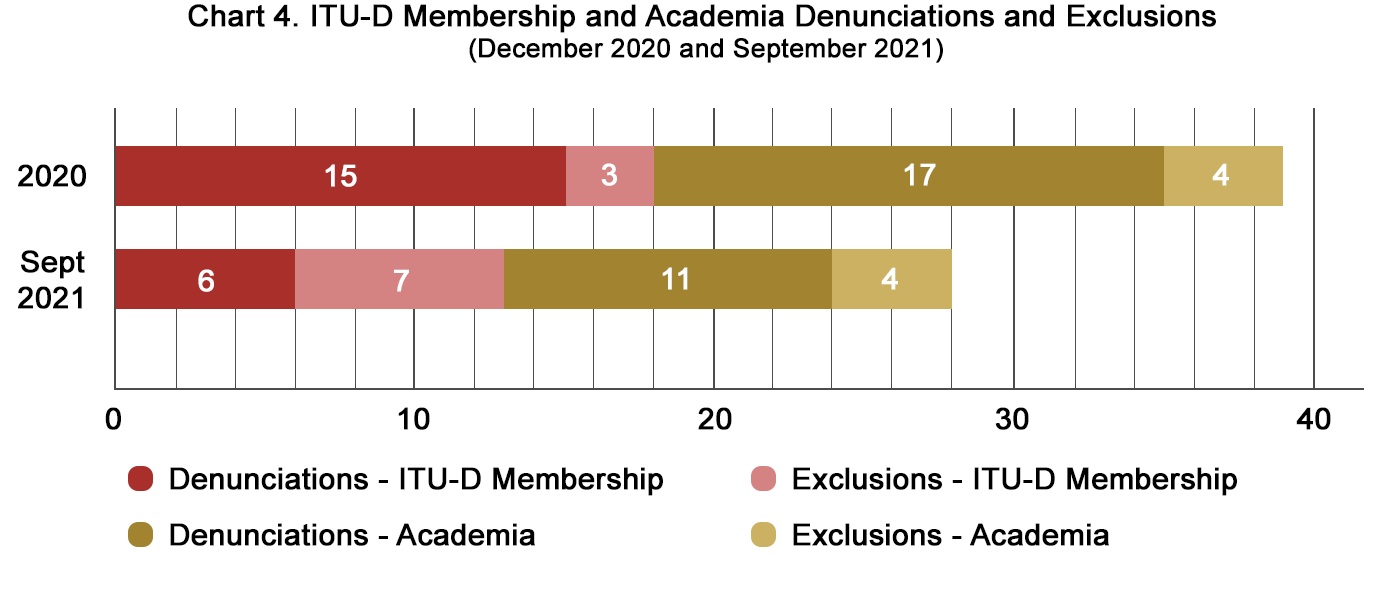 Chart 4. ITU-D Membership and Academia Denunciations and Exclusions
(December 2020 and September 2021)
2020
15
3
17
4
Sept
2021
6
7
11
4
0
10
20
30
40
Denunciations - ITU-D Membership
Exclusions - ITU-D Membership
Denunciations - Academia
Exclusions - Academia